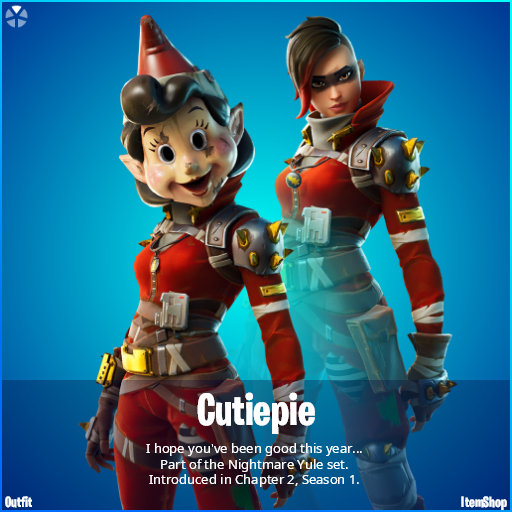 Cutiepie
I hope you've been good this year...
Part of the Nightmare Yule set.
Introduced in Chapter 2, Season 1.
Outfit
ItemShop